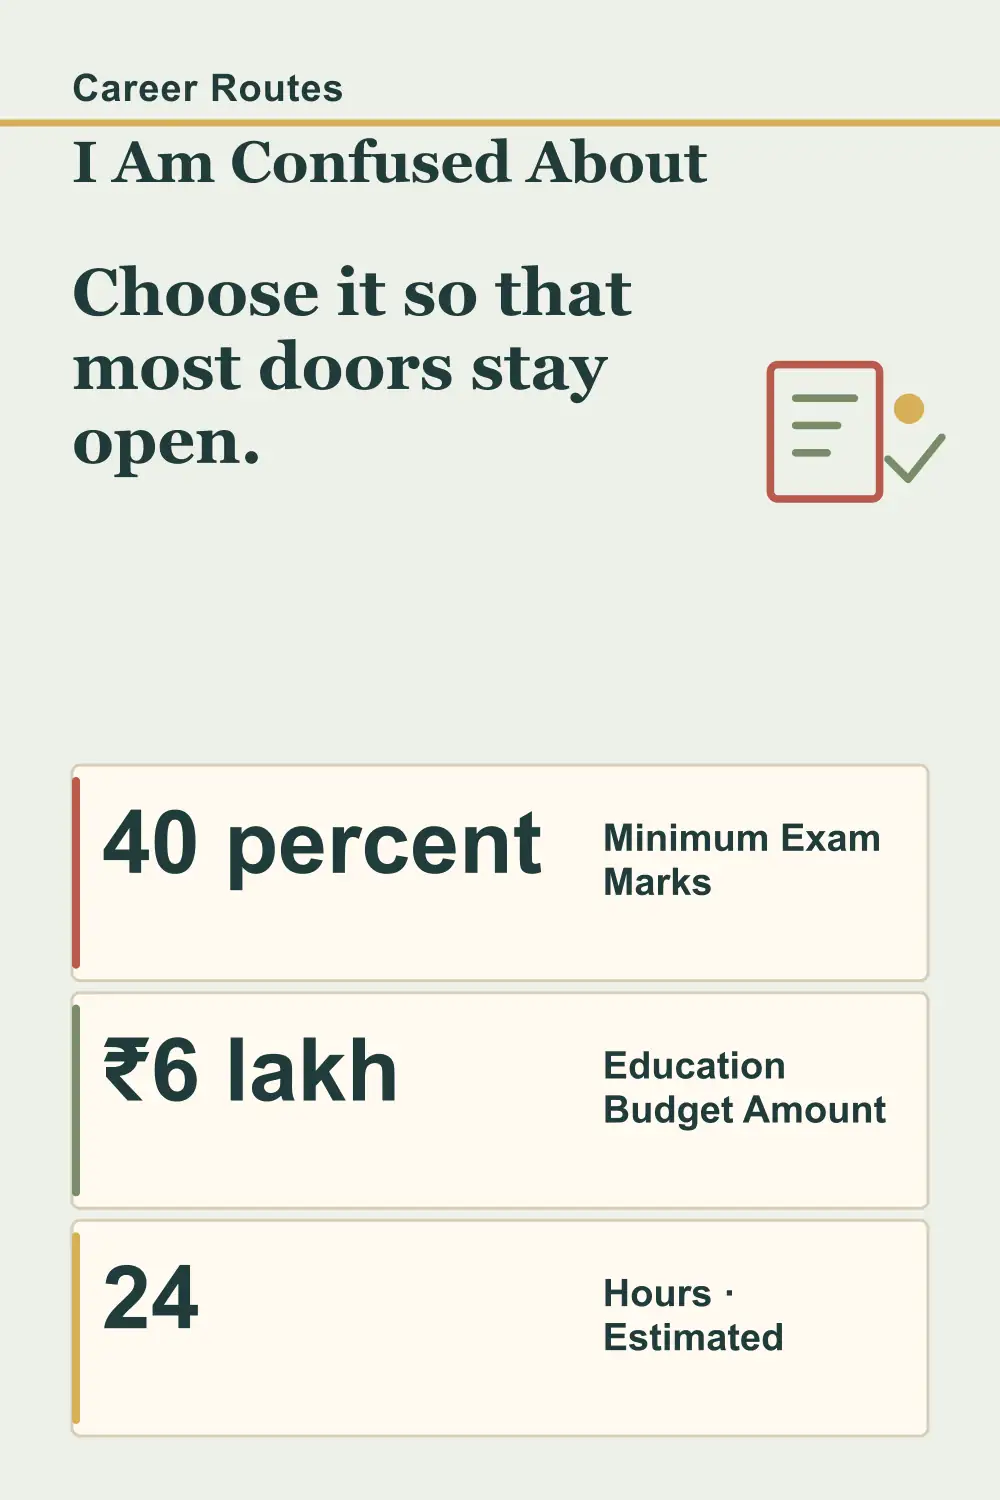 Career Routes
I Am Confused About
Choose it so that
most doors stay
open.
40 percent
Minimum Exam
Marks
₹6 lakh
Education
Budget Amount
24
Hours ·
Estimated